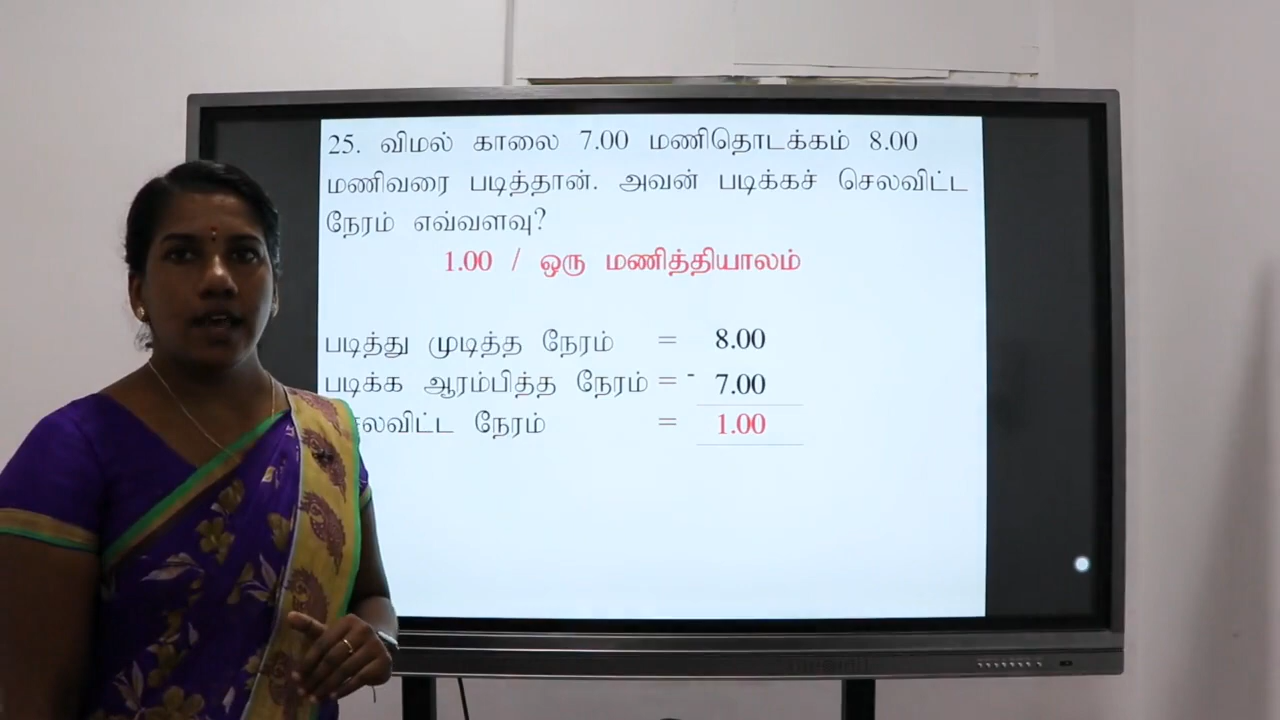 25. விமல் காலை 7.00 மணிதொடக்கம் 8.00
மணிவரை படித்தான். அவன் படிக்கச் செலவிட்ட
நேரம் எவ்வளவு?
1.00 / ஒரு மணித்தியாலம்
படித்து முடித்த நேரம் = 8.00
படிக்க ஆரம்பித்த நேரம் = - 7.00
நேரம் = 1.00